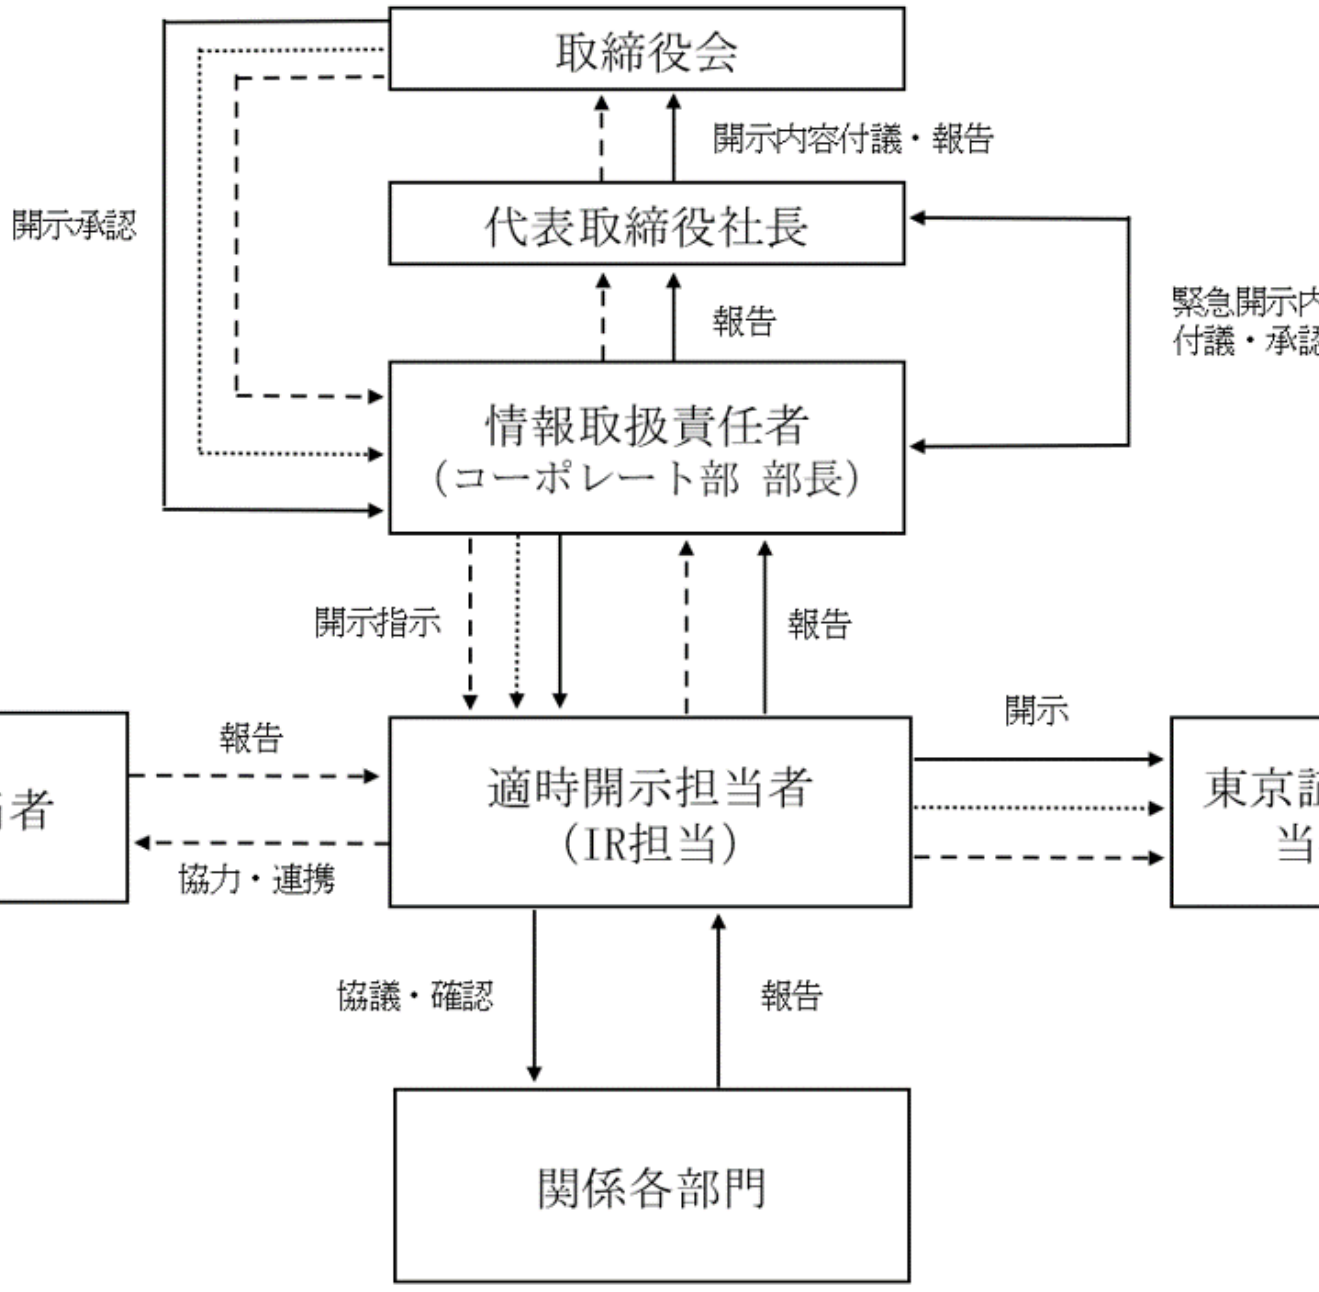 取締役会
開示内容付議・報告
代表取締役社長
開示承認
緊急開示内
付議・承認
報告
情報取扱責任者
（コーポレート部 部長）
開示指示
報告
開示
報告
適時開示担当者
（IR担当）
者
東京証
当
協力・連携
協議・確認
報告
関係各部門